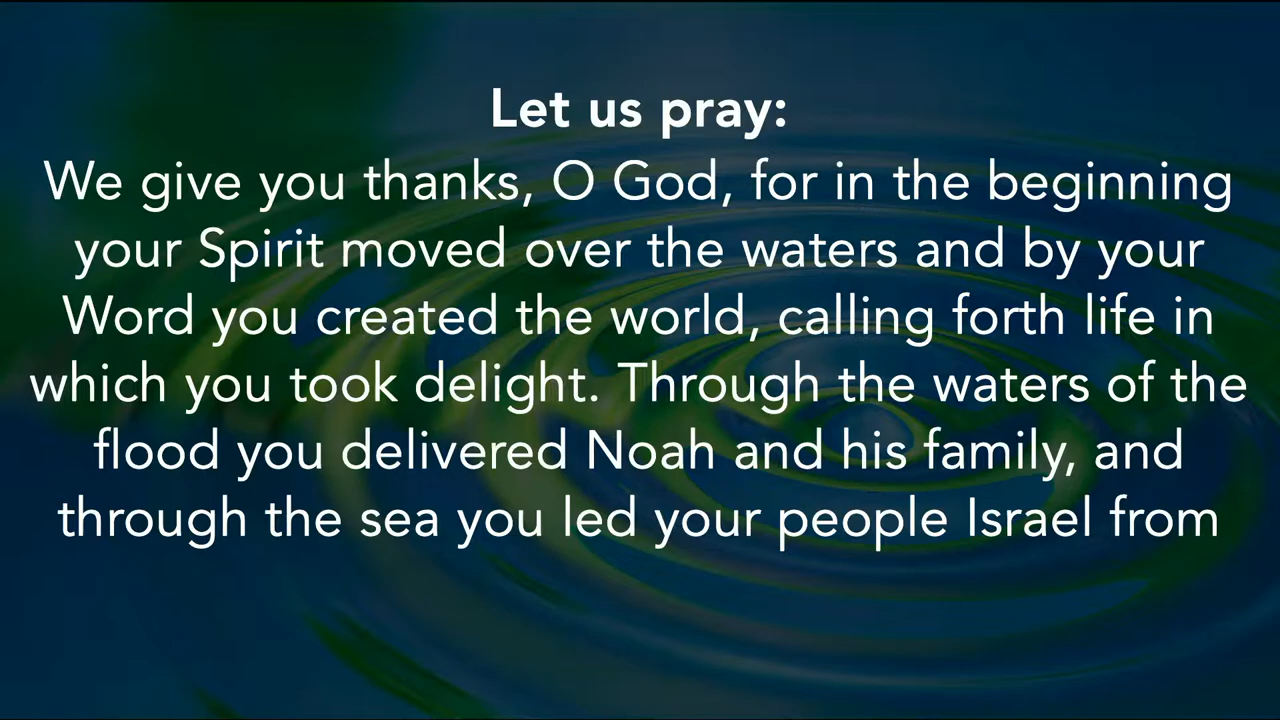 Let us pray:
We give you thanks, O God, for in the beginning
your Spirit moved over the waters and by your
Word you created the world, calling forth life in
which you took delight. Through the waters of the
flood you delivered Noah and his family, and
through the sea you led your people Israel from